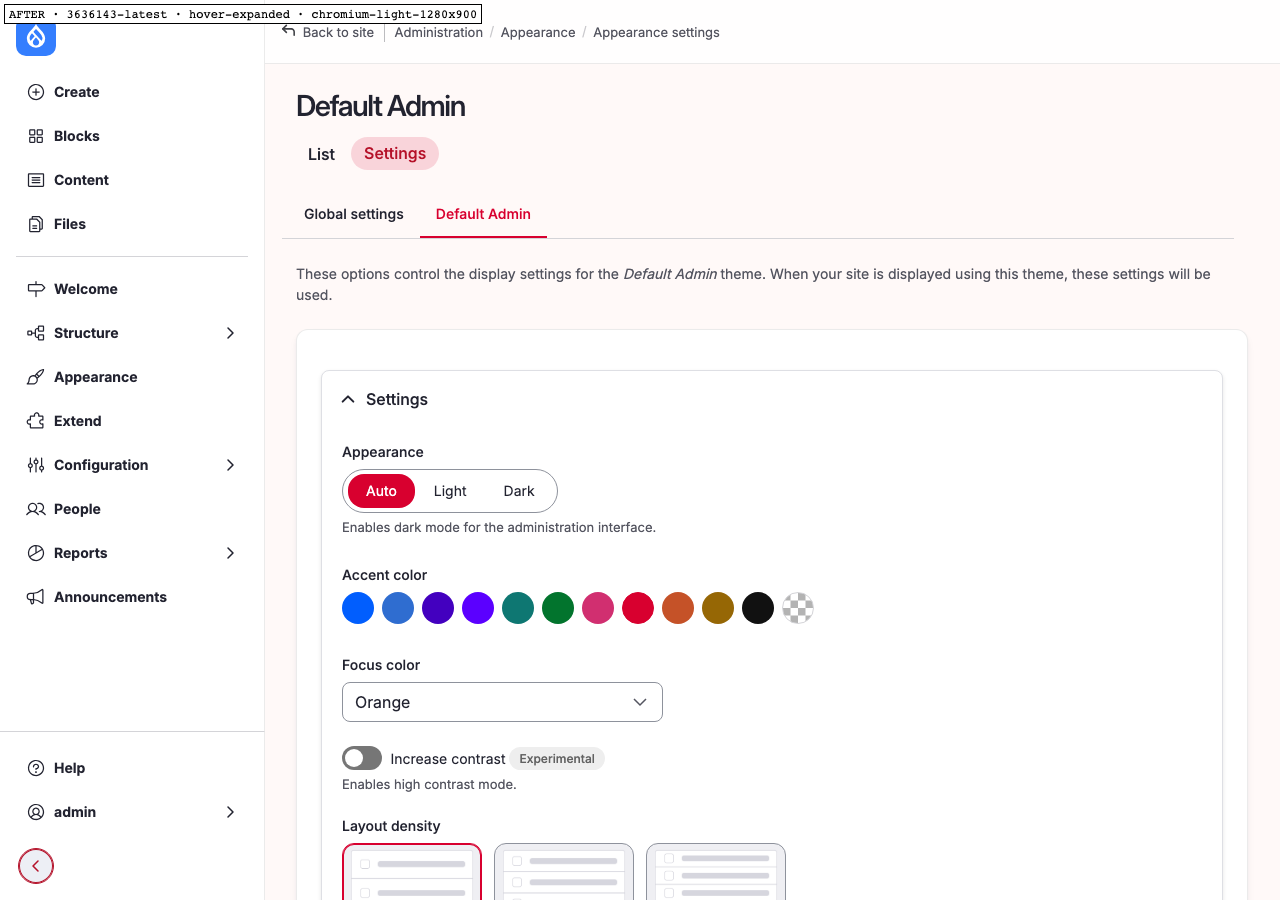 AFTER · 3636143-latest · hover-expanded · chromium-light-1280x900
Back to site
Administration / Appearance / Appearance settings
Create
Blocks
Content
Files
Welcome
Structure
Appearance
Extend
Configuration
People
Reports
Announcements
Help
admin
Default Admin
List
Settings
Global settings
Default Admin
These options control the display settings for the Default Admin theme. When your site is displayed using this theme, these settings will be
used.
Settings
Appearance
Auto
Light
Dark
Enables dark mode for the administration interface.
Accent color
Focus color
Orange
Increase contrast
Experimental
Enables high contrast mode.
Layout density